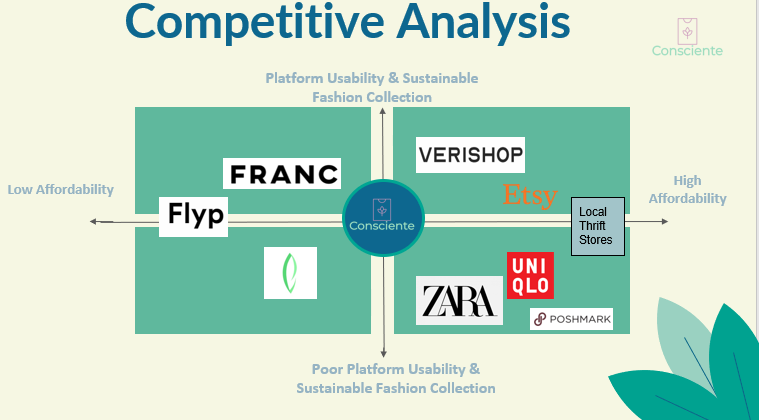 Competitive Analysis
Consciente
Platform Usability & Sustainable
Fashion Collection
VERISHOP
FRANC
Low Affordability
High
Affordability
Etsy
Flyp
Local
Thrift
Stores
Consciente
UNI
QLO
ZARA
POSHMARK
Poor Platform Usability &
Sustainable Fashion Collection